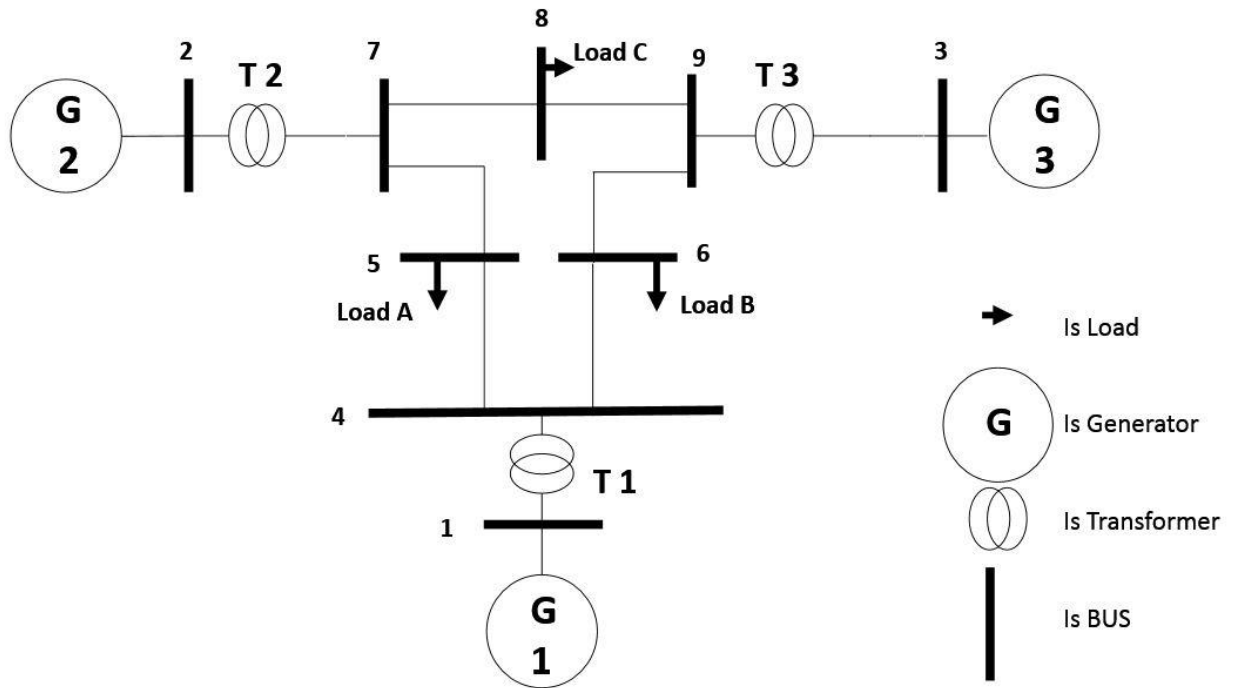 8
Load C
2
T 2
7
9
T 3
3
G
2
G
3
5
Load A
6
Load B
Is Load
4
G
Is Generator
T 1
1
Is Transformer
G
1
Is BUS